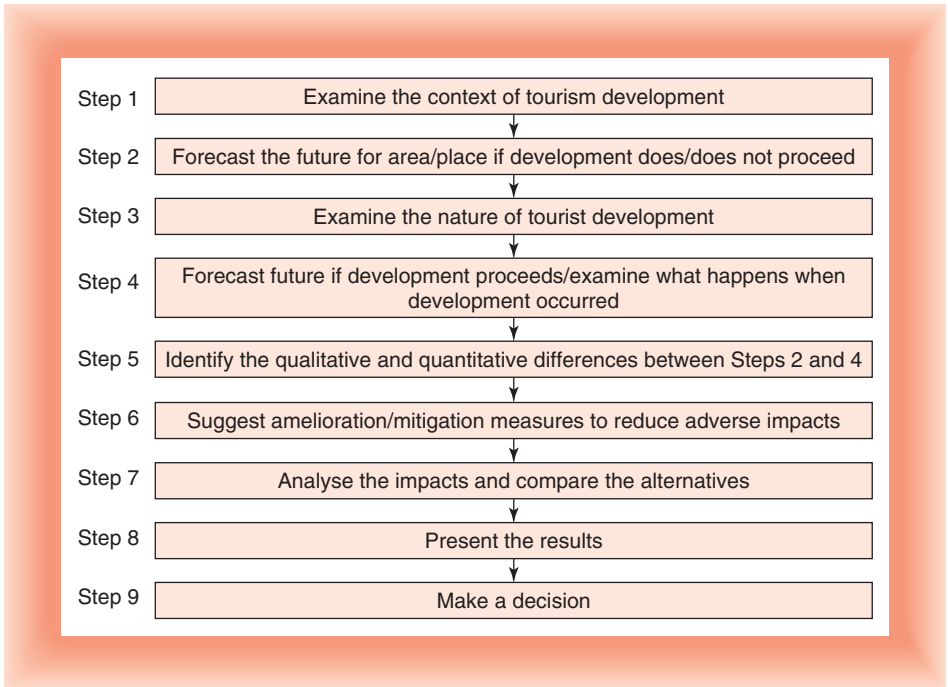 Step 1 Examine the context of tourism development
Step 2 Forecast the future for area/place if development does/does not proceed
Step 3 Examine the nature of tourist development
Step 4 Forecast future if development proceeds/examine what happens when
development occurred
Step 5 Identify the qualitative and quantitative differences between Steps 2 and 4
Step 6 Suggest amelioration/mitigation measures to reduce adverse impacts
Step 7 Analyse the impacts and compare the alternatives
Step 8 Present the results
Step 9 Make a decision